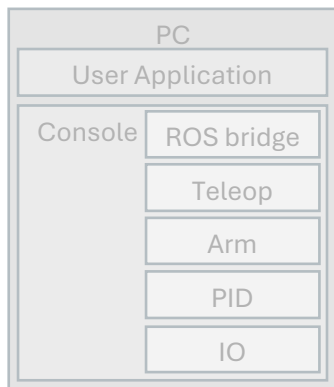 PC
User Application
Console
ROS bridge
Teleop
Arm
PID
IO